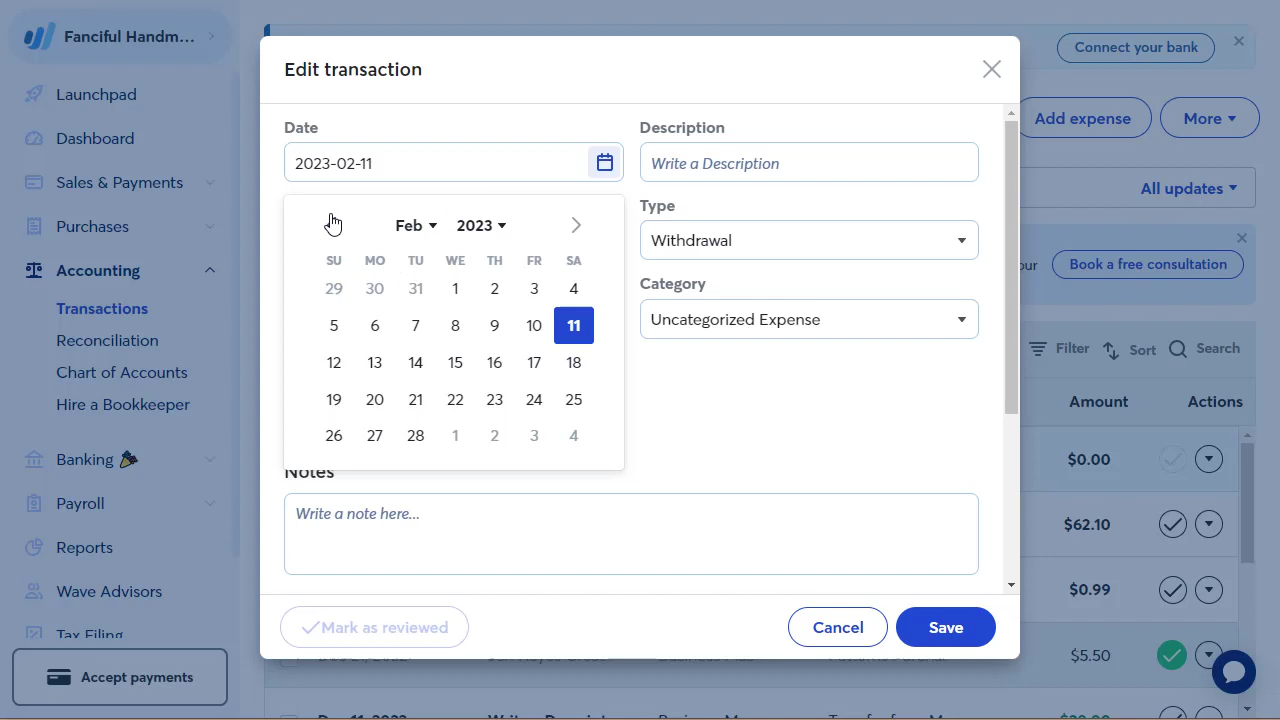 Fanciful Handm...
Launchpad
Dashboard
Sales & Payments
Purchases
Accounting
Transactions
Reconciliation
Chart of Accounts
Hire a Bookkeeper
Banking
Payroll
Reports
Wave Advisors
Tax Filing
Accept payments
Connect your bank
Add expense
More
All updates
Book a free consultation
Filter
Sort
Search
Amount
Actions
$0.00
$62.10
$0.99
$5.50
Edit transaction
Date
2023-02-11
Feb
2023
SU MO TU WE TH FR SA
29 30 31 1 2 3 4
5 6 7 8 9 10 11
12 13 14 15 16 17 18
19 20 21 22 23 24 25
26 27 28 1 2 3 4
Description
Write a Description
Type
Withdrawal
Category
Uncategorized Expense
Notes
Write a note here...
Mark as reviewed
Cancel
Save